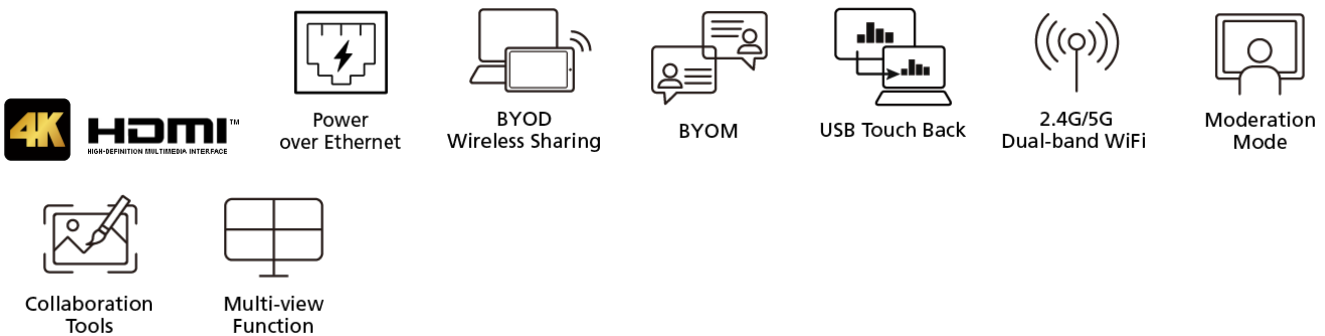 4K HDMI™
HIGH-DEFINITION MULTIMEDIA INTERFACE
Power
over Ethernet
BYOD
Wireless Sharing
BYOM
USB Touch Back
2.4G/5G
Dual-band WiFi
Moderation
Mode
Collaboration
Tools
Multi-view
Function